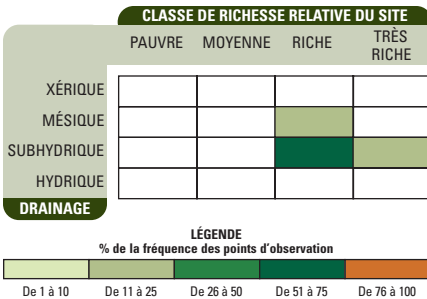 CLASSE DE RICHESSE RELATIVE DU SITE
PAUVRE MOYENNE RICHE TRÈS RICHE
XÉRIQUE
MÉSIQUE
SUBHYDRIQUE
HYDRIQUE
DRAINAGE
LÉGENDE
% de la fréquence des points d'observation
De 1 à 10 De 11 à 25 De 26 à 50 De 51 à 75 De 76 à 100